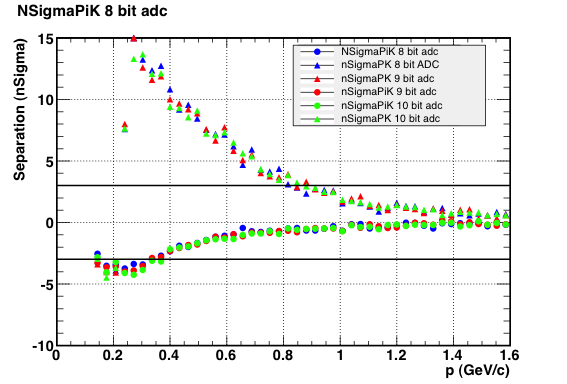 NSigmaPiK 8 bit adc
Separation (nSigma)
15
10
5
0
-5
-10
NSigmaPiK 8 bit adc
nSigmaPK 8 bit ADC
nSigmaPK 9 bit adc
nSigmaPiK 9 bit adc
nSigmaPiK 10 bit adc
nSigmaPK 10 bit adc
0 0.2 0.4 0.6 0.8 1 1.2 1.4 1.6
p (GeV/c)